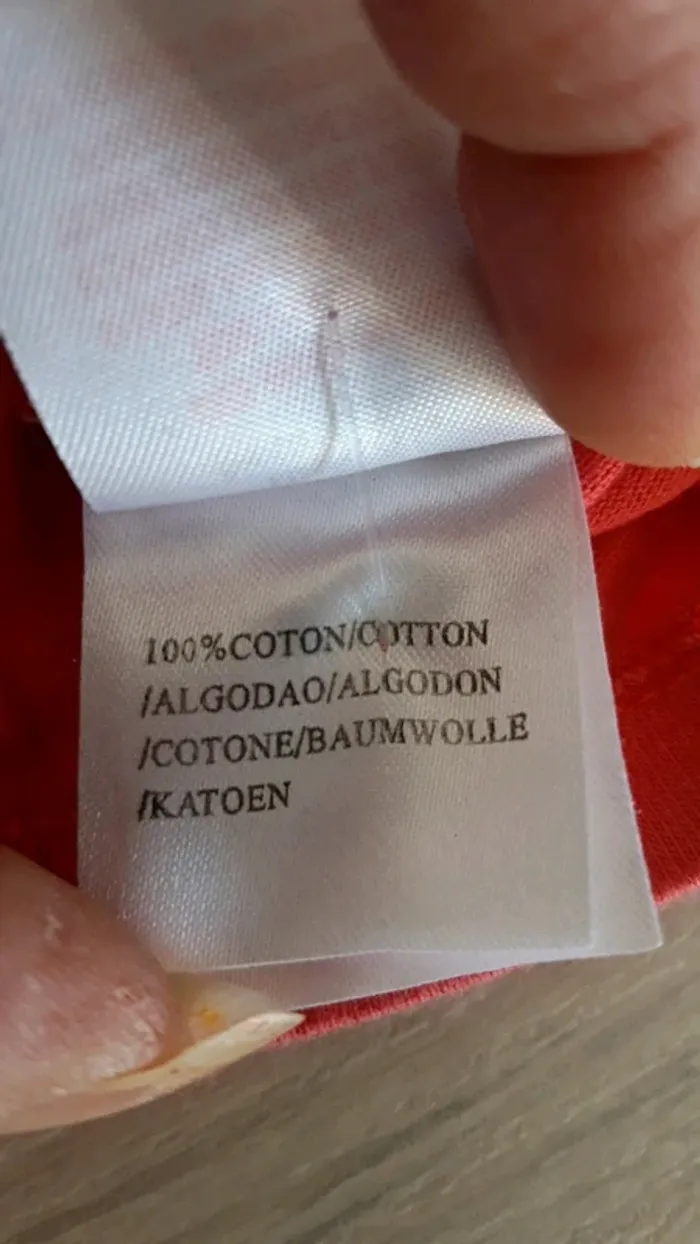 100%COTON/COTTON
/ALGODAO/ALGODON
/COTONE/BAUMWOLLE
/KATOEN